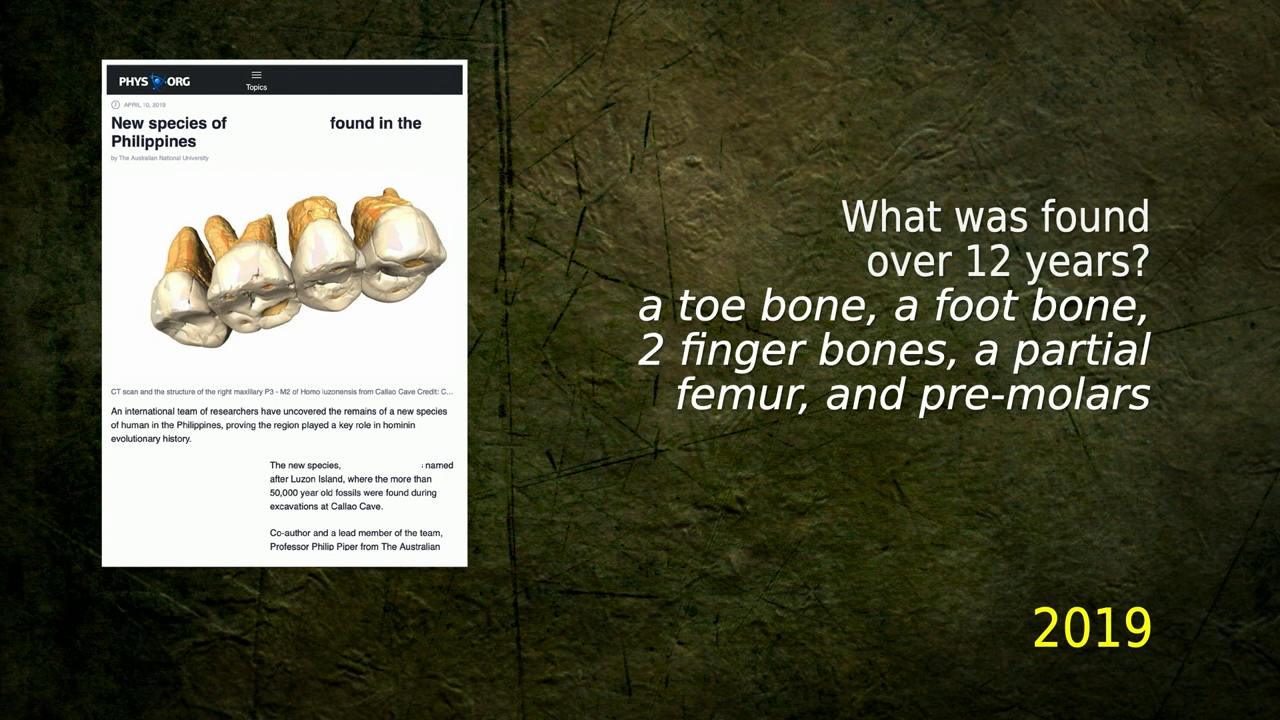 PHYS ORG
Topics
APRIL 10, 2019
New species of found in the
Philippines
by The Australian National University
CT scan and the structure of the right maxillary P3 - M2 of Homo luzonensis from Callao Cave Credit: C...
An international team of researchers have uncovered the remains of a new species
of human in the Philippines, proving the region played a key role in hominin
evolutionary history.
The new species, named
after Luzon Island, where the more than
50,000 year old fossils were found during
excavations at Callao Cave.
Co-author and a lead member of the team,
Professor Philip Piper from The Australian
What was found
over 12 years?
a toe bone, a foot bone,
2 finger bones, a partial
femur, and pre-molars
2019